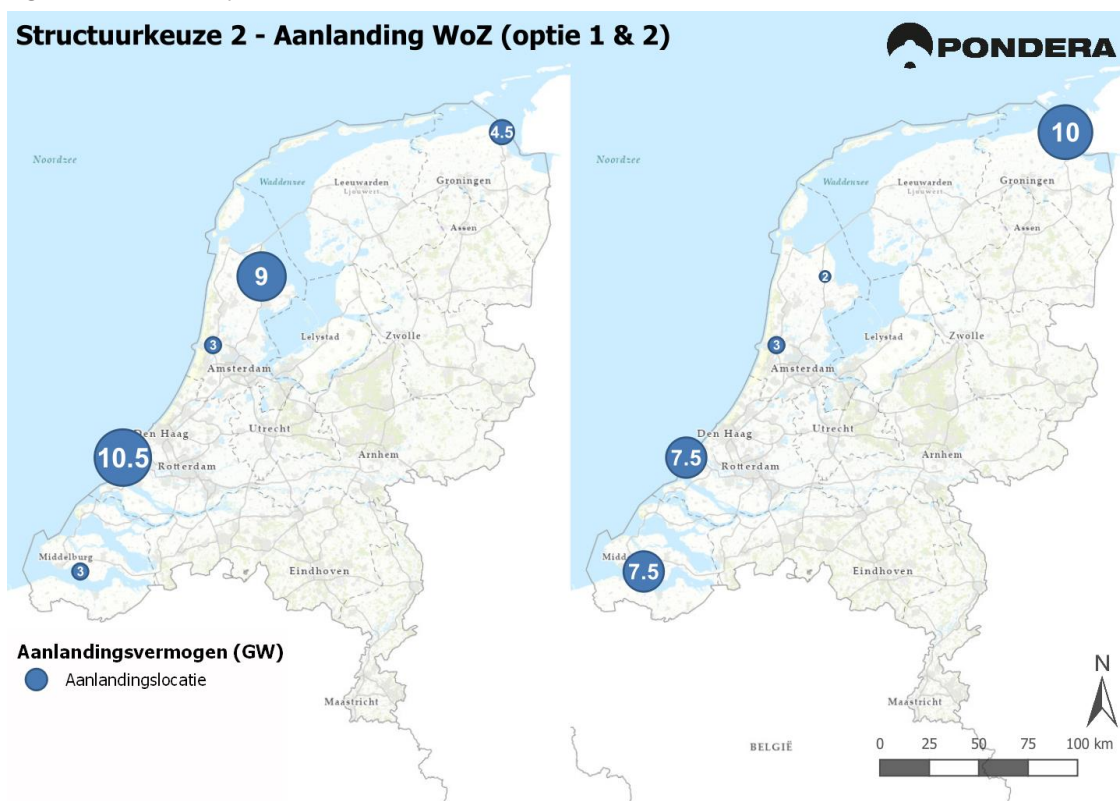 Structuurkeuze 2 - Aanlanding WoZ (optie 1 & 2)
PONDERA
Noordzee
Waddenzee
Leeuwarden
Ljouwert
4.5
Groningen
Assen
9
3
Amsterdam
Lelystad
Zwolle
Den Haag
10.5
Rotterdam
Utrecht
Arnhem
Middelburg
3
Eindhoven
Maastricht
Noordzee
Waddenzee
Leeuwarden
Ljouwert
10
Groningen
Assen
2
3
Amsterdam
Lelystad
Zwolle
Den Haag
7.5
Rotterdam
Utrecht
Arnhem
7.5
Eindhoven
Maastricht
BELGIË
Aanlandingsvermogen (GW)
Aanlandingslocatie
N
0 25 50 75 100 km